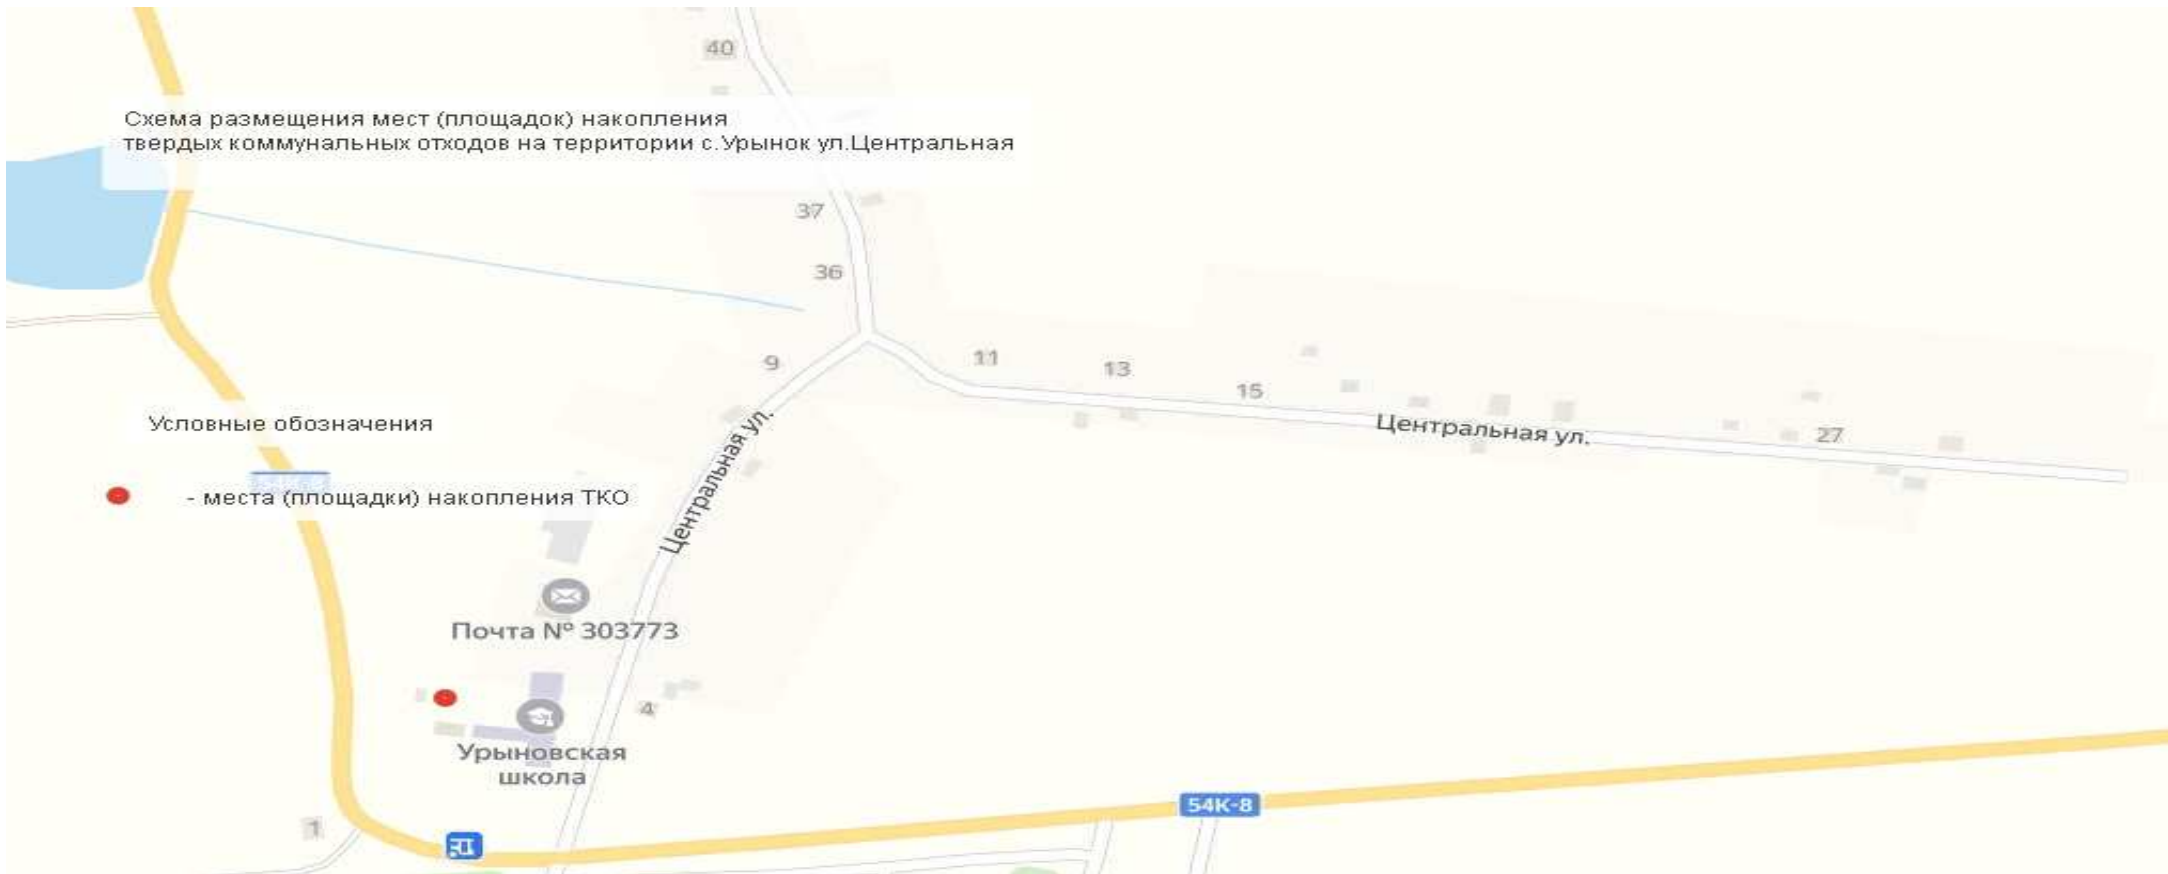 40
Схема размещения мест (площадок) накопления
твердых коммунальных отходов на территории с.Урынок ул.Центральная
37
36
9
11
13
15
Центральная ул.
27
Условные обозначения
- места (площадки) накопления ТКО
Центральная ул.
Почта № 303773
4
Урыновская
школа
54К-8
1